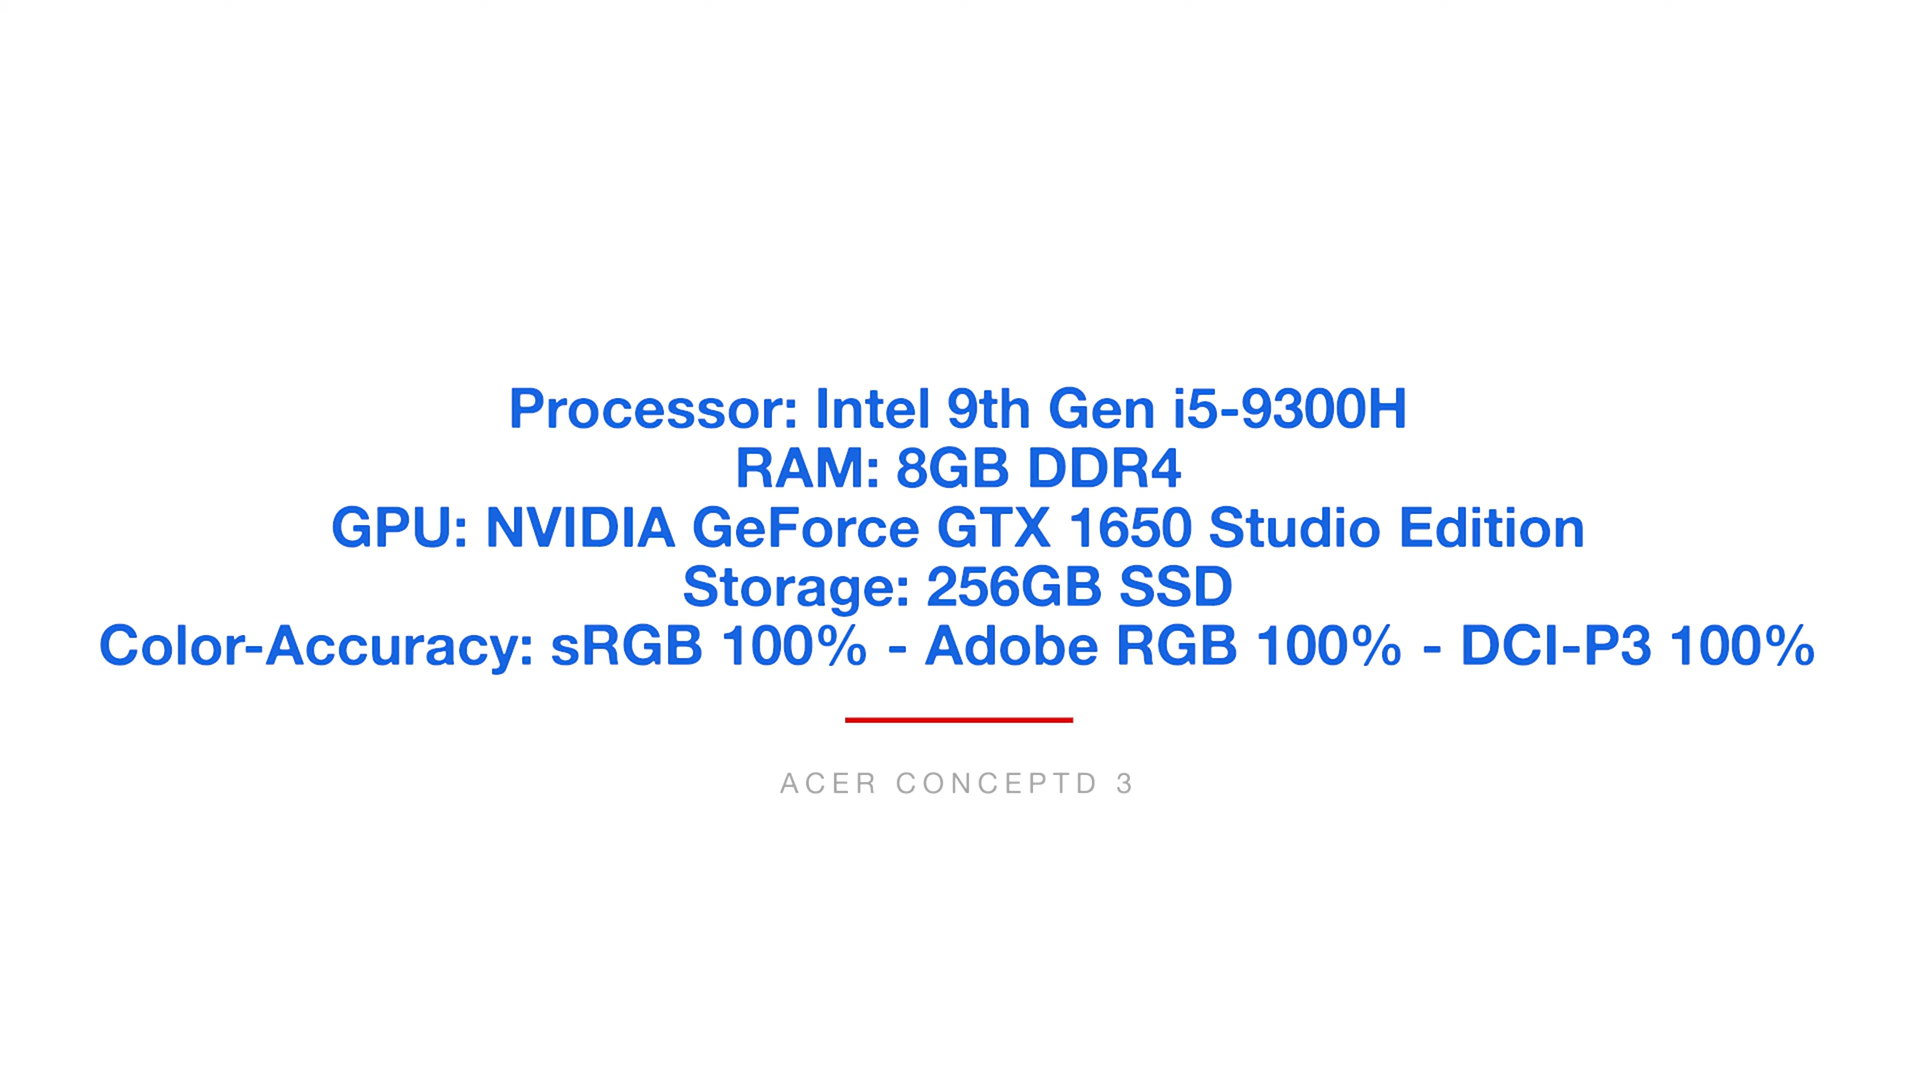 Processor: Intel 9th Gen i5-9300H
RAM: 8GB DDR4
GPU: NVIDIA GeForce GTX 1650 Studio Edition
Storage: 256GB SSD
Color-Accuracy: sRGB 100% - Adobe RGB 100% - DCI-P3 100%
ACER CONCEPTD 3